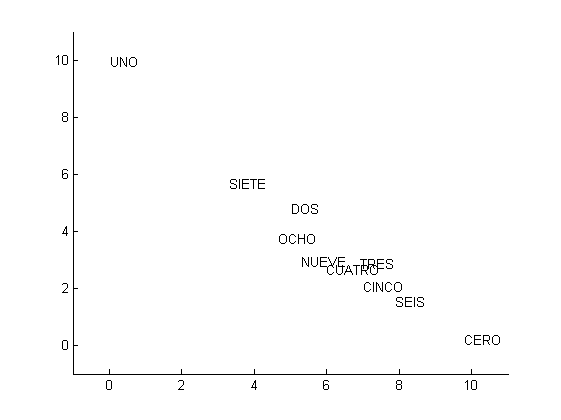 10
UNO
8
6
SIETE
DOS
4
OCHO
NUEVE
TRES
CUATRO
2
CINCO
SEIS
0
CERO
0 2 4 6 8 10